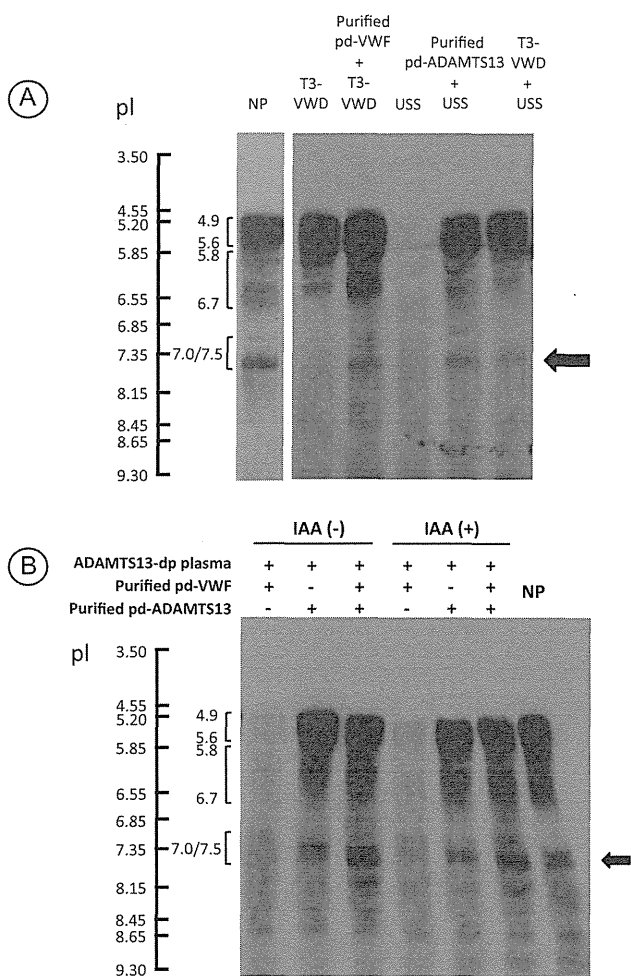 A
pI
NP
T3-
VWD
Purified
pd-VWF
+
T3-
VWD
USS
Purified
pd-ADAMTS13
+
USS
T3-
VWD
+
USS
3.50
4.55
5.20
5.85
6.55
6.85
7.35
8.15
8.45
8.65
9.30
4.9
5.6
5.8
6.7
7.0/7.5
B
IAA (-) IAA (+)
ADAMTS13-dp plasma + + + + + +
Purified pd-VWF + - + + - + NP
Purified pd-ADAMTS13 - + + - + +
pI
3.50
4.55
5.20
5.85
6.55
6.85
7.35
8.15
8.45
8.65
9.30
4.9
5.6
5.8
6.7
7.0/7.5